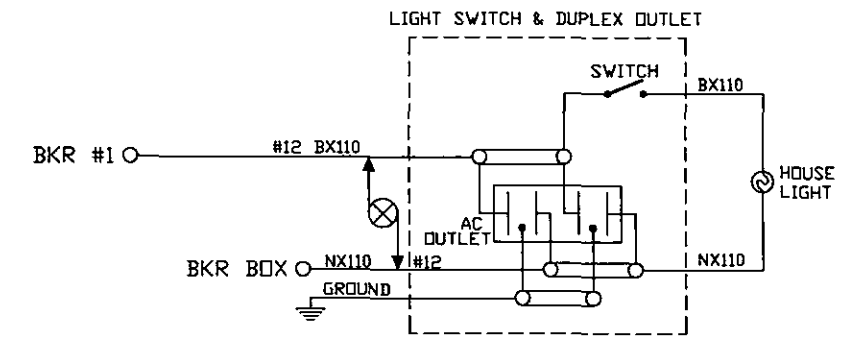 LIGHT SWITCH & DUPLEX OUTLET
SWITCH
BX110
BKR #1
#12 BX110
HOUSE
LIGHT
AC
OUTLET
BKR BOX
NX110
#12
NX110
GROUND